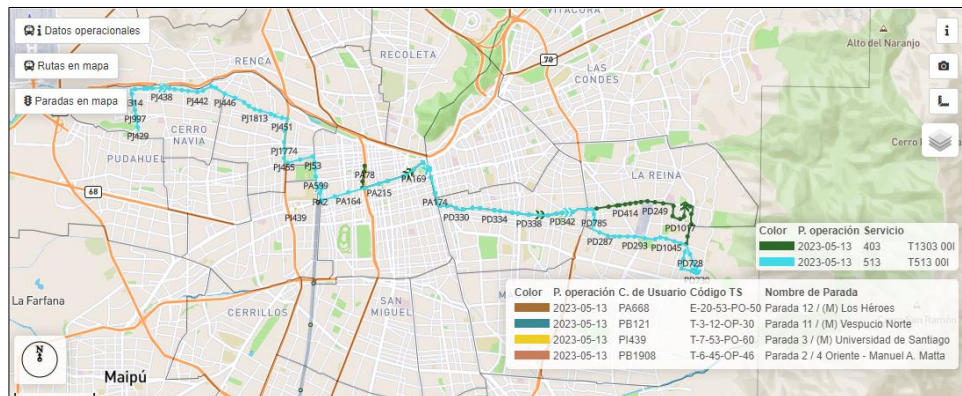 VITACURA
Datos operacionales
i
Alto del Naranjo
RENCA
RECOLETA
74
Rutas en mapa
LAS
CONDES
Paradas en mapa
314
PJ438
PJ442
PJ446
PJ997
PJ1813
PJ429
PJ451
CERRO
NAVIA
PJ1774
PUDAHUEL
PJ465
PJ53
PA78
PA169
LA REINA
68
PA599
PA215
PA2
PA164
PA174
PI439
PD330
PD334
PD338
PD342
PD785
PD414
PD249
PD101
PD287
PD293
PD1045
PD728
PD730
Color P. operación Servicio
2023-05-13 403 T1303 00I
2023-05-13 513 T513 00I
La Farfana
CERRILLOS
SAN
MIGUEL
Color P. operación C. de Usuario Código TS Nombre de Parada
2023-05-13 PA668 E-20-53-PO-50 Parada 12 / (M) Los Héroes
2023-05-13 PB121 T-3-12-OP-30 Parada 11 / (M) Vespucio Norte
2023-05-13 PI439 T-7-53-PO-60 Parada 3 / (M) Universidad de Santiago
2023-05-13 PB1908 T-6-45-OP-46 Parada 2 / 4 Oriente - Manuel A. Matta
N
Maipú